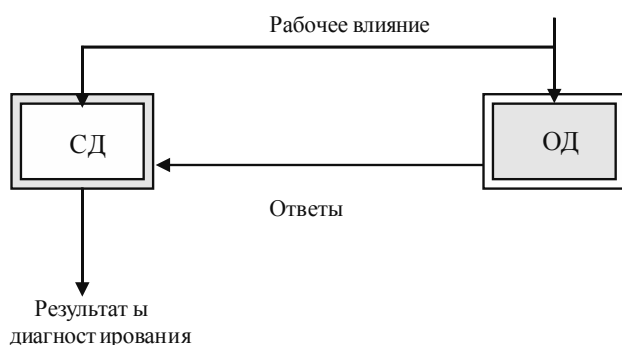 Рабочее влияние
СД
ОД
Ответы
Результат ы
диагност ирования